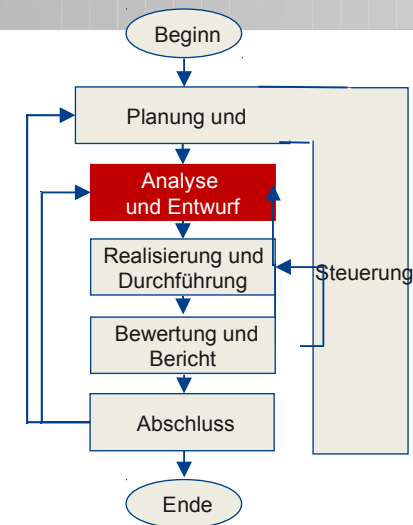 Beginn
Planung und
Analyse
und Entwurf
Realisierung und
Durchführung
Steuerung
Bewertung und
Bericht
Abschluss
Ende